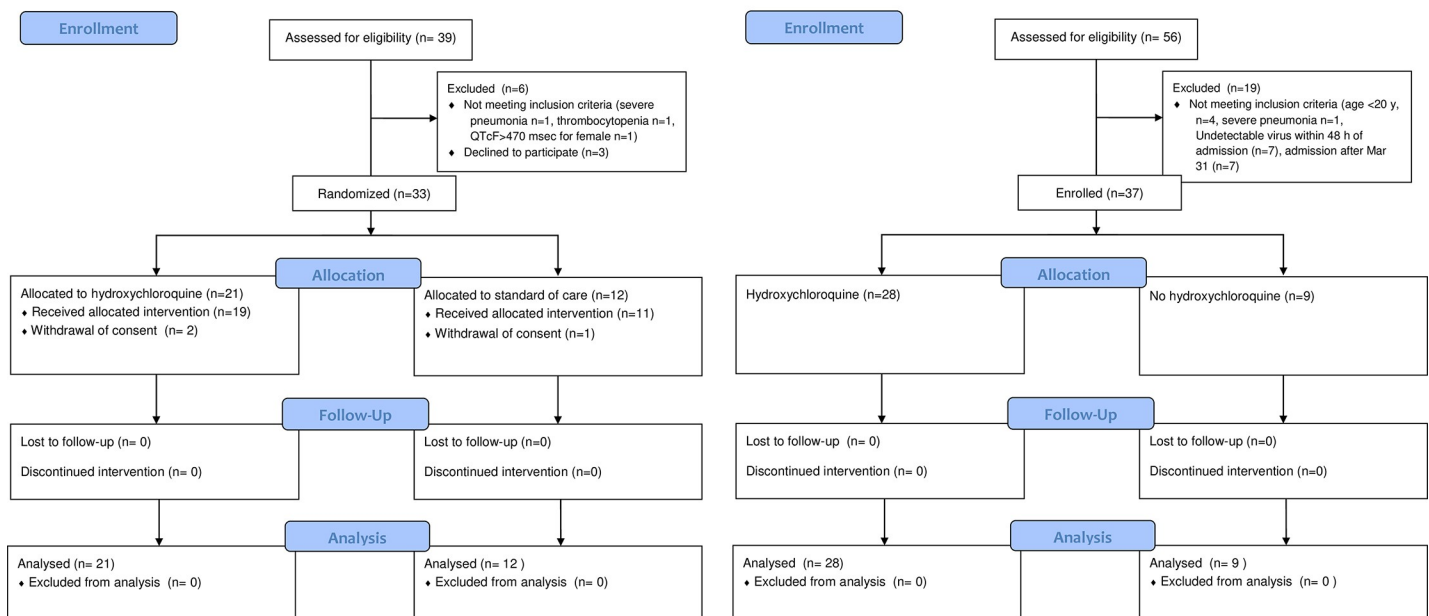 Enrollment
Assessed for eligibility (n= 39)
Excluded  (n=6)
♦ Not meeting inclusion criteria (severe
pneumonia n=1, thrombocytopenia n=1,
QTcF>470 msec for female n=1)
♦ Declined to participate (n=3)
Randomized (n=33)
Allocation
Allocated to hydroxychloroquine (n=21)
♦ Received allocated intervention (n=19)
♦ Withdrawal of consent  (n= 2)
Allocated to standard of care (n=12)
♦ Received allocated intervention (n=11)
♦ Withdrawal of consent (n=1)
Follow-Up
Lost to follow-up (n= 0)
Discontinued intervention (n= 0)
Lost to follow-up (n=0)
Discontinued intervention (n=0)
Analysis
Analysed (n= 21)
♦ Excluded from analysis  (n= 0)
Analysed (n= 12 )
♦ Excluded from analysis  (n= 0)
Enrollment
Assessed for eligibility (n= 56)
Excluded  (n=19)
♦ Not meeting inclusion criteria (age <20 y,
n=4, severe pneumonia n=1,
Undetectable virus within 48 h of
admission (n=7), admission after Mar
31 (n=7)
Enrolled (n=37)
Allocation
Hydroxychloroquine (n=28)
No hydroxychloroquine (n=9)
Follow-Up
Lost to follow-up  (n= 0)
Discontinued intervention (n= 0)
Lost to follow-up (n=0)
Discontinued intervention (n=0)
Analysis
Analysed  (n= 28)
♦ Excluded from analysis  (n= 0)
Analysed  (n= 9 )
♦ Excluded from analysis  (n= 0 )